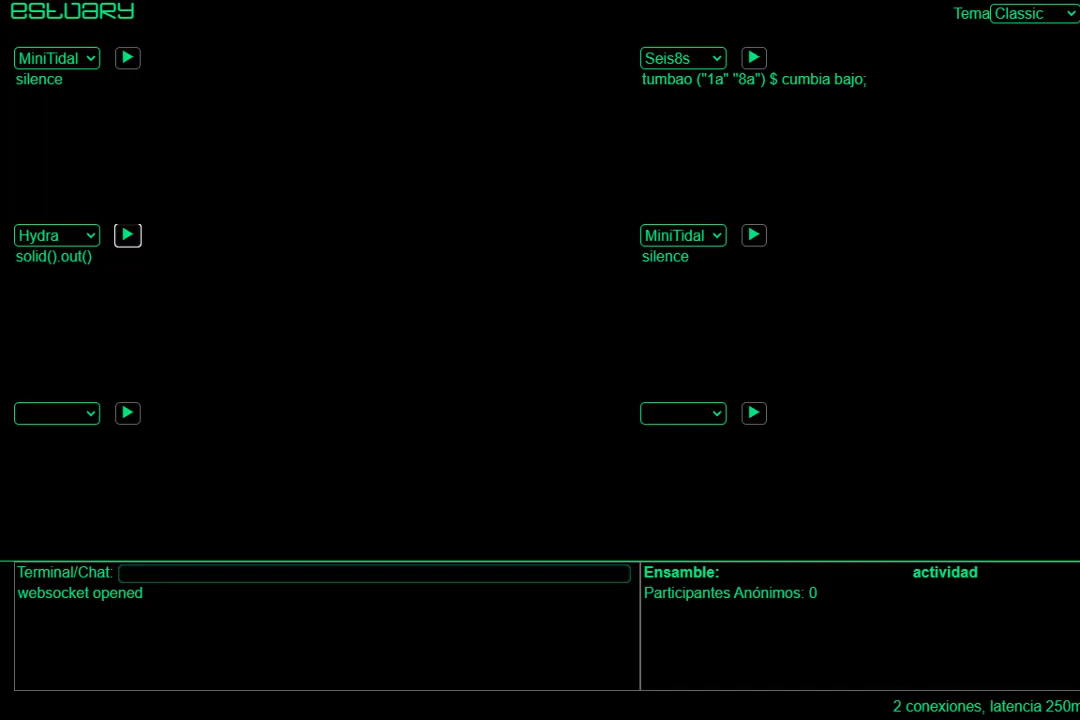 estuary
Tema Classic
MiniTidal
silence
Seis8s
tumbao ("1a" "8a") $ cumbia bajo;
Hydra
solid().out()
MiniTidal
silence
Terminal/Chat:
websocket opened
Ensamble: actividad
Participantes Anónimos: 0
2 conexiones, latencia 250m